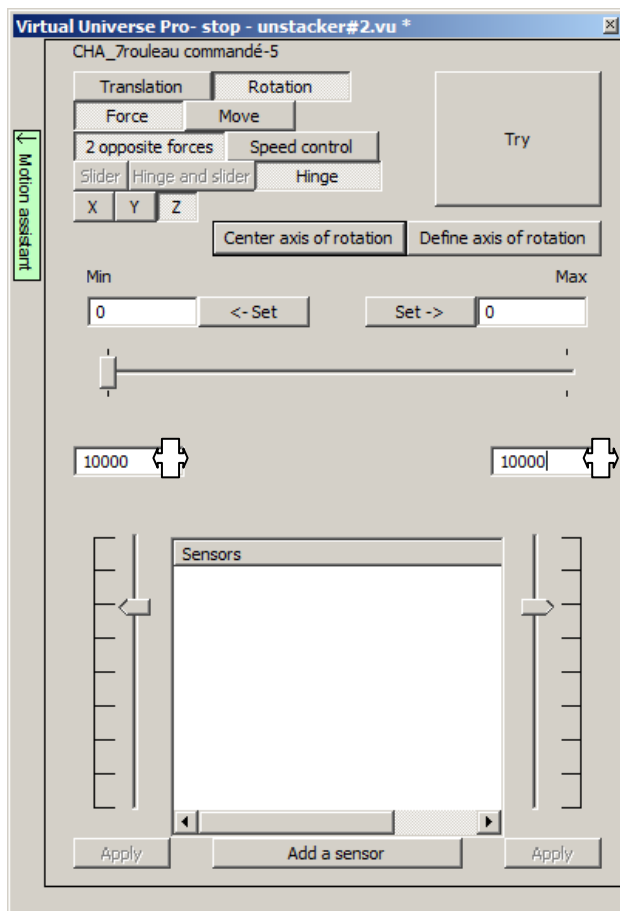 Virtual Universe Pro- stop - unstacker#2.vu *
CHA_7rouleau commandé-5
Translation Rotation
Force Move
Try
2 opposite forces Speed control
Slider Hinge and slider Hinge
X Y Z
Motion assistant
Center axis of rotation Define axis of rotation
Min Max
0 <- Set Set -> 0
10000 10000
Sensors
Apply Add a sensor Apply